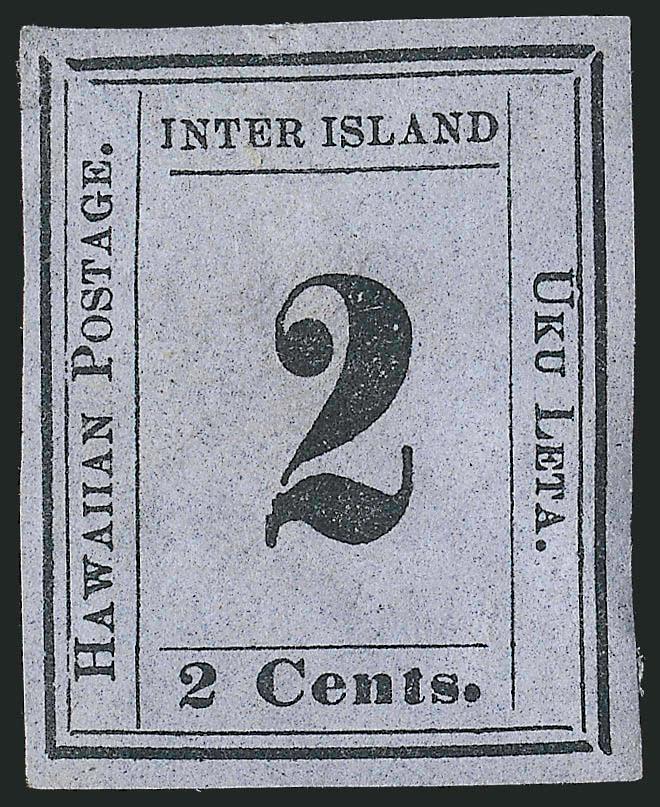 INTER ISLAND
HAWAIIAN POSTAGE.
2
UKU LETA.
2 Cents.